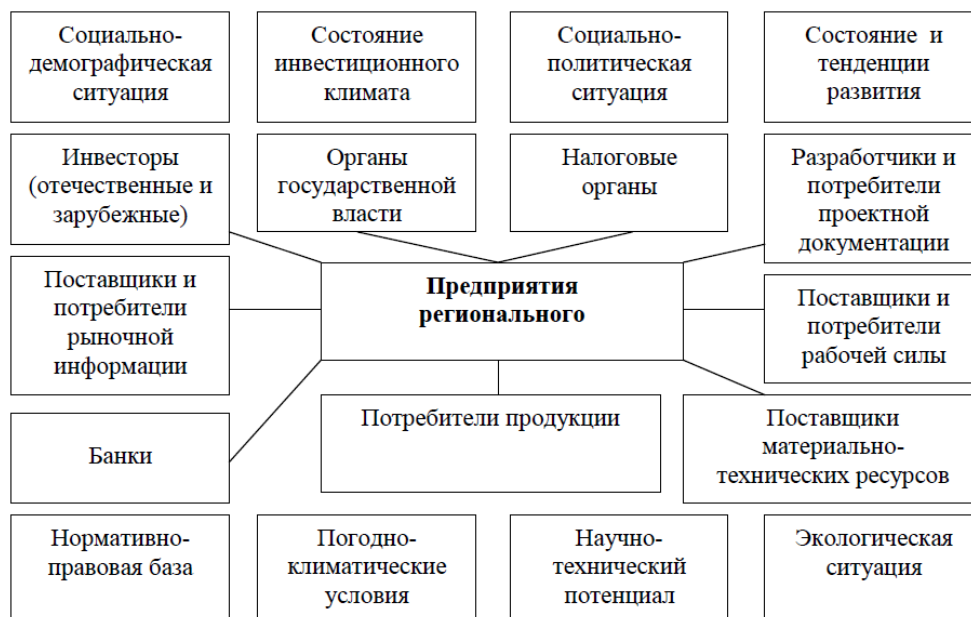 Социально-
демографическая
ситуация
Состояние
инвестиционного
климата
Социально-
политическая
ситуация
Состояние и
тенденции
развития
Инвесторы
(отечественные и
зарубежные)
Органы
государственной
власти
Налоговые
органы
Разработчики и
потребители
проектной
документации
Поставщики и
потребители
рыночной
информации
Предприятия
регионального
Поставщики и
потребители
рабочей силы
Банки
Потребители продукции
Поставщики
материально-
технических ресурсов
Нормативно-
правовая база
Погодно-
климатические
условия
Научно-
технический
потенциал
Экологическая
ситуация